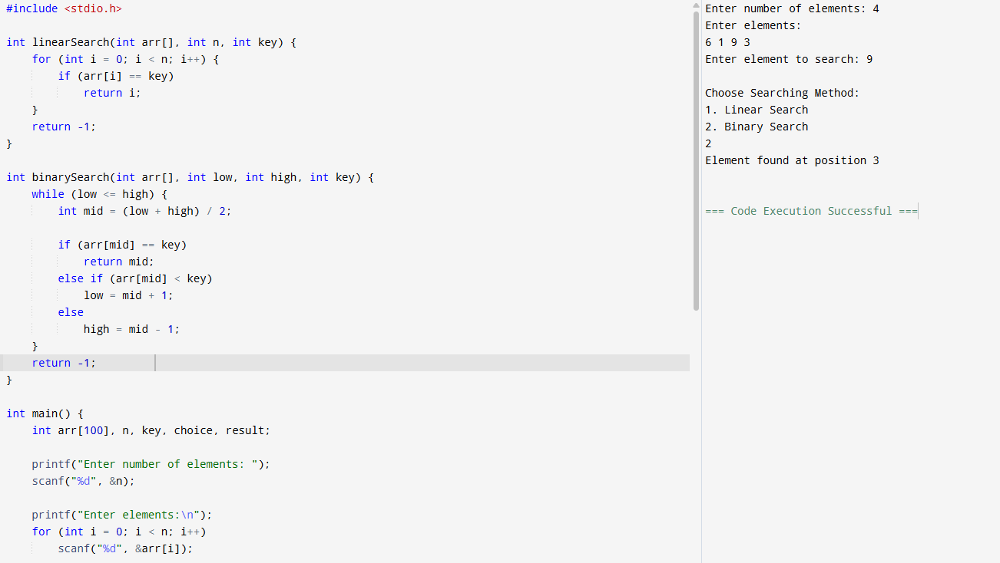 #include <stdio.h>
int linearSearch(int arr[], int n, int key) {
    for (int i = 0; i < n; i++) {
        if (arr[i] == key)
            return i;
    }
    return -1;
}
int binarySearch(int arr[], int low, int high, int key) {
    while (low <= high) {
        int mid = (low + high) / 2;
        if (arr[mid] == key)
            return mid;
        else if (arr[mid] < key)
            low = mid + 1;
        else
            high = mid - 1;
    }
    return -1;
}
int main() {
    int arr[100], n, key, choice, result;
    printf("Enter number of elements: ");
    scanf("%d", &n);
    printf("Enter elements:\n");
    for (int i = 0; i < n; i++)
        scanf("%d", &arr[i]);
Enter number of elements: 4
Enter elements:
6 1 9 3
Enter element to search: 9
Choose Searching Method:
1. Linear Search
2. Binary Search
2
Element found at position 3
=== Code Execution Successful ===